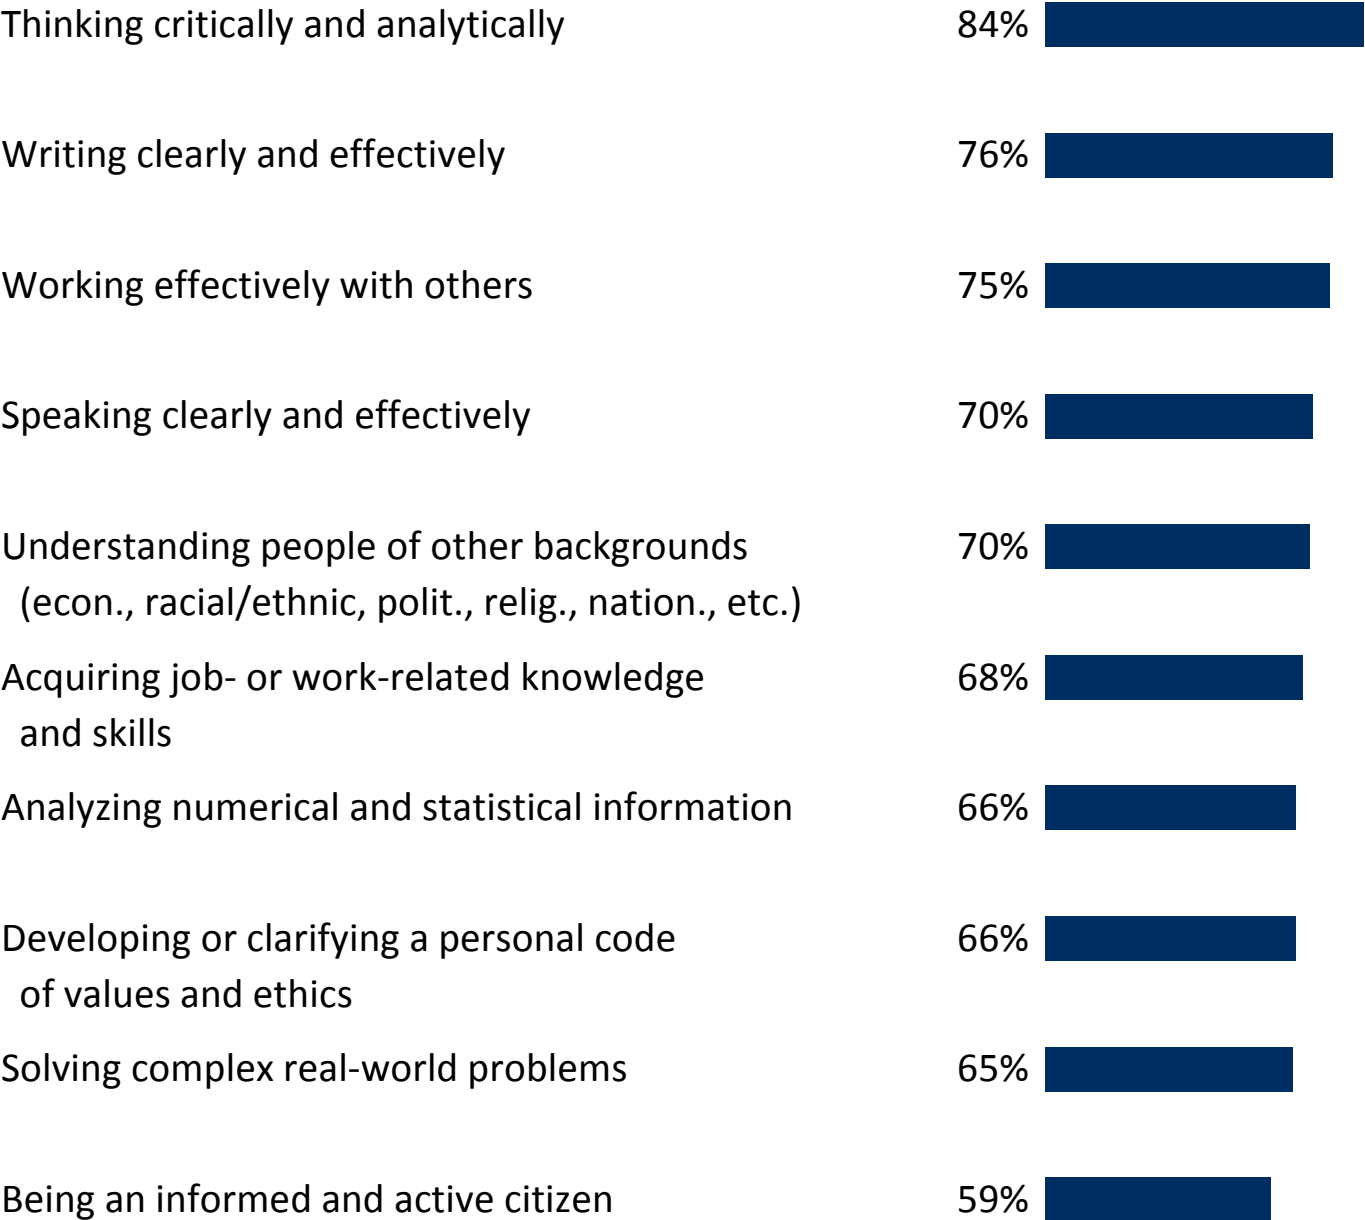 Thinking critically and analytically 84%
Writing clearly and effectively 76%
Working effectively with others 75%
Speaking clearly and effectively 70%
Understanding people of other backgrounds 70%
(econ., racial/ethnic, polit., relig., nation., etc.)
Acquiring job- or work-related knowledge 68%
and skills
Analyzing numerical and statistical information 66%
Developing or clarifying a personal code 66%
of values and ethics
Solving complex real-world problems 65%
Being an informed and active citizen 59%